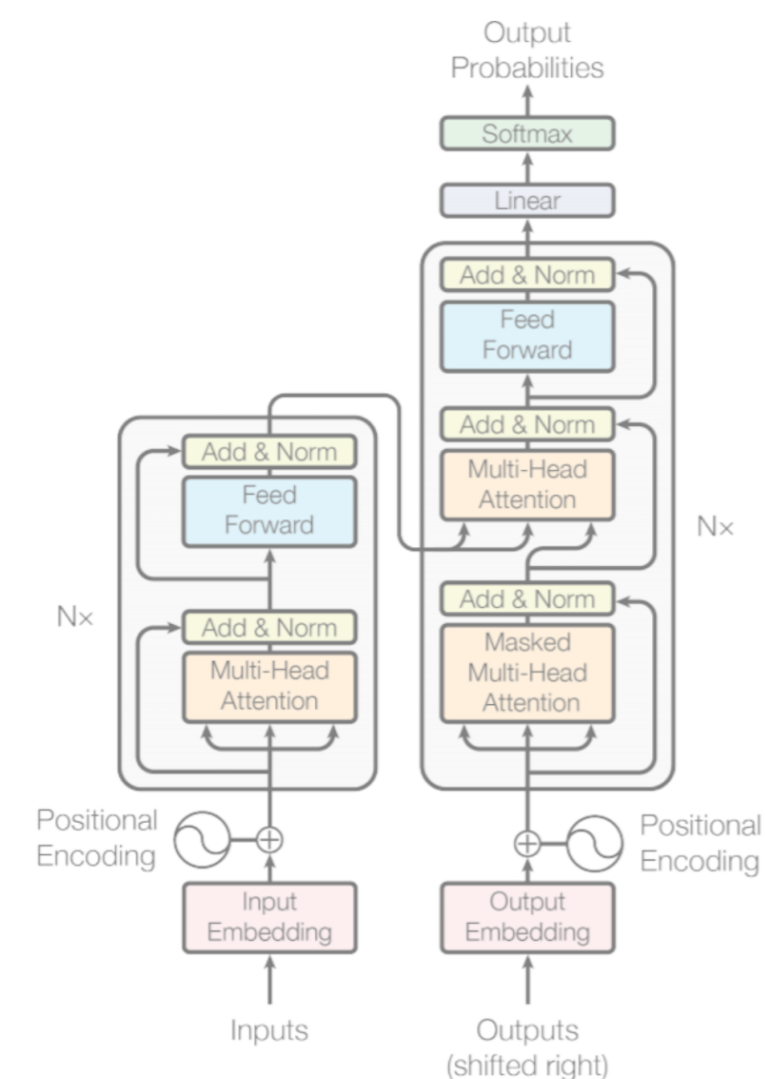 Output
Probabilities
Softmax
Linear
Add & Norm
Feed
Forward
Add & Norm
Multi-Head
Attention
Nx
Add & Norm
Masked
Multi-Head
Attention
Add & Norm
Feed
Forward
Nx
Add & Norm
Multi-Head
Attention
Positional
Encoding
Positional
Encoding
Input
Embedding
Output
Embedding
Inputs
Outputs
(shifted right)